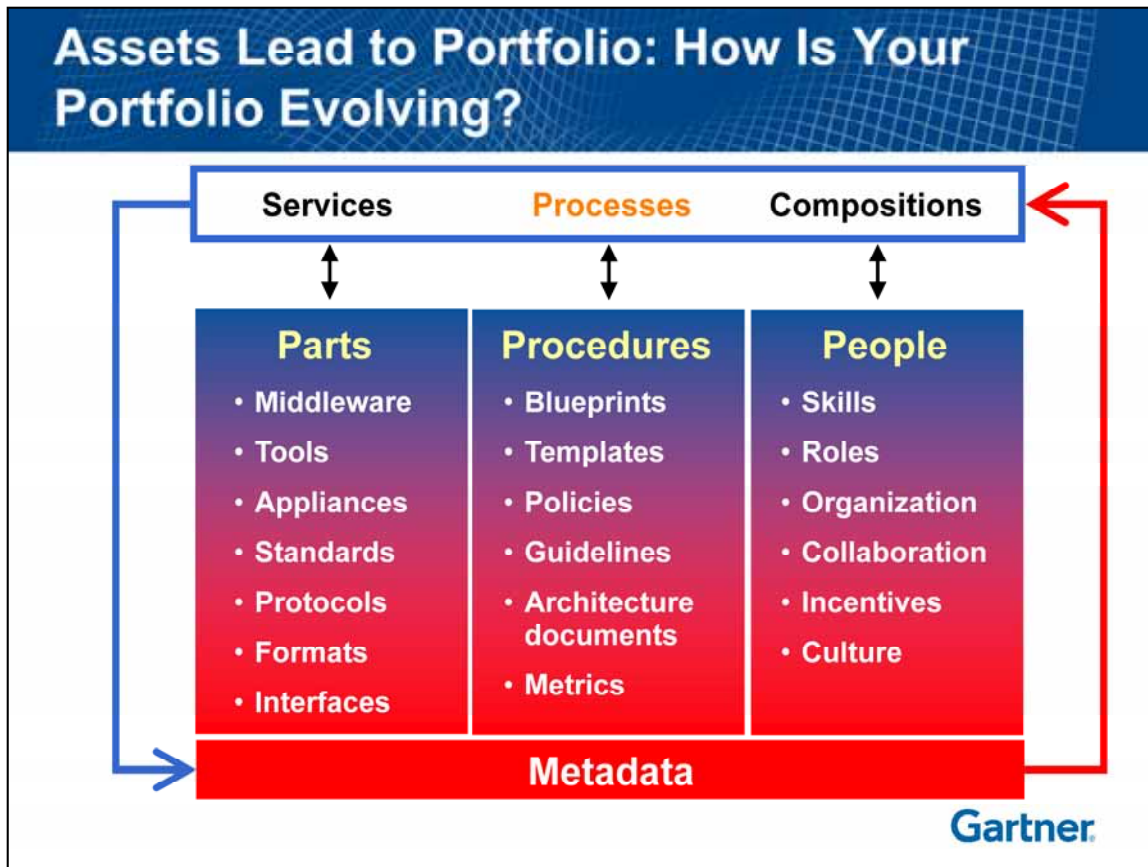 Assets Lead to Portfolio: How Is Your
Portfolio Evolving?
Services Processes Compositions
Parts
• Middleware
• Tools
• Appliances
• Standards
• Protocols
• Formats
• Interfaces
Procedures
• Blueprints
• Templates
• Policies
• Guidelines
• Architecture
documents
• Metrics
People
• Skills
• Roles
• Organization
• Collaboration
• Incentives
• Culture
Metadata
Gartner